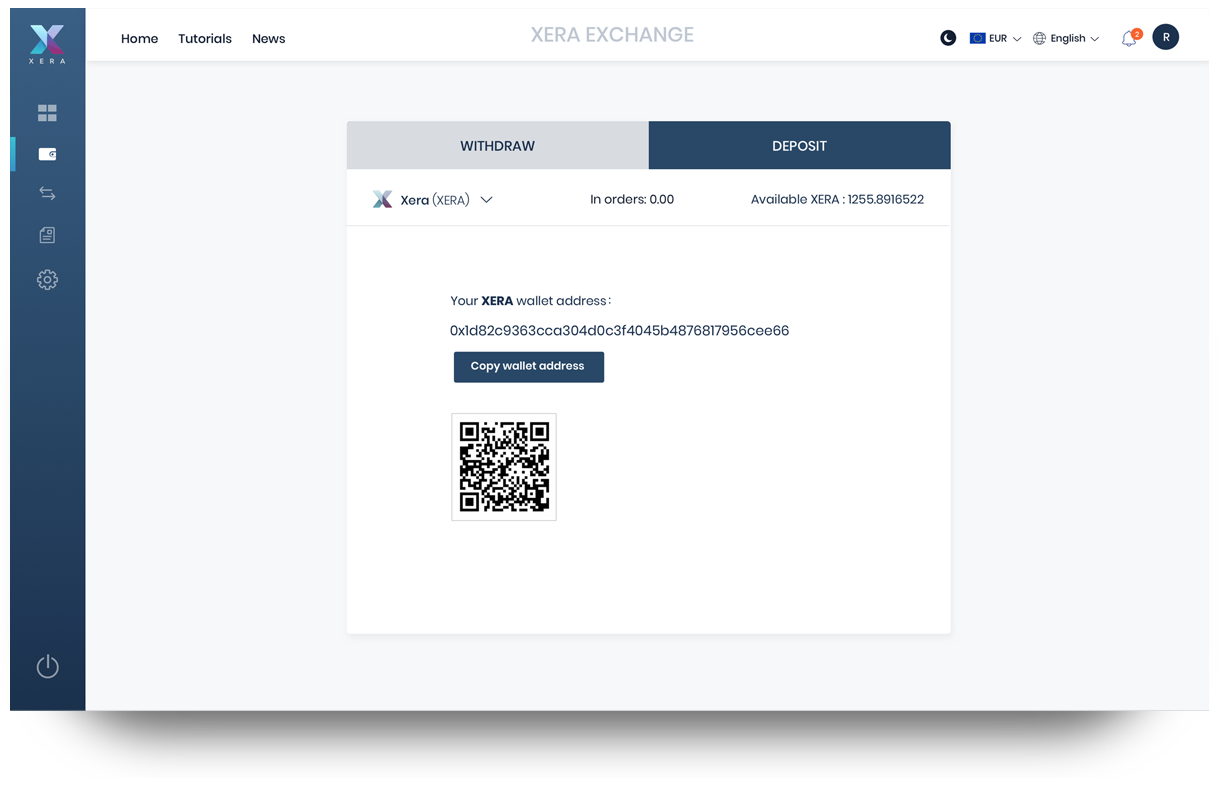 XERA
Home Tutorials News
XERA EXCHANGE
EUR English 2 R
WITHDRAW DEPOSIT
Xera (XERA) In orders: 0.00 Available XERA : 1255.8916522
Your XERA wallet address:
0x1d82c9363cca304d0c3f4045b4876817956cee66
Copy wallet address